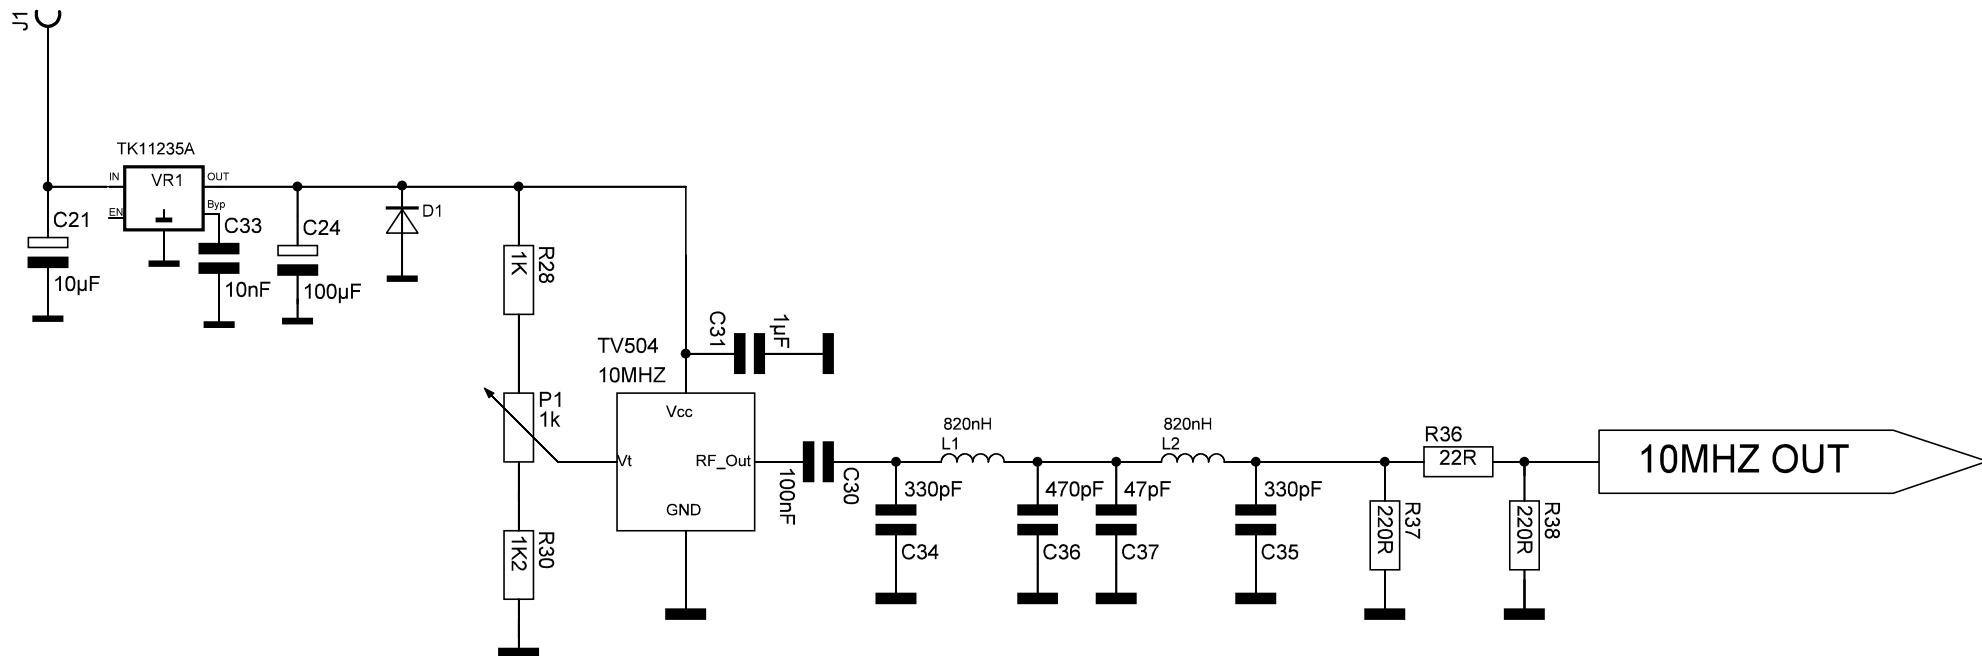 J1
TK11235A
IN
VR1
OUT
EN
Byp
C21
10µF
C33
10nF
C24
100µF
D1
R28
1K
P1
1k
R30
1K2
TV504
10MHZ
C31
1µF
Vcc
Vt
RF_Out
GND
C30
100nF
820nH
L1
820nH
L2
330pF
C34
470pF
C36
47pF
C37
330pF
C35
R36
22R
R37
220R
R38
220R
10MHZ OUT